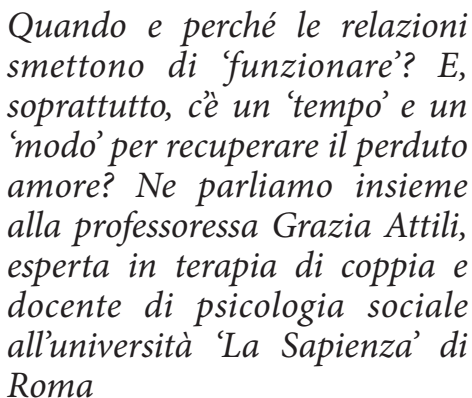 Quando e perché le relazioni
smettono di ‘funzionare’? E,
soprattutto, c’è un ‘tempo’ e un
‘modo’ per recuperare il perduto
amore? Ne parliamo insieme
alla professoressa Grazia Attili,
esperta in terapia di coppia e
docente di psicologia sociale
all’università ‘La Sapienza’ di
Roma